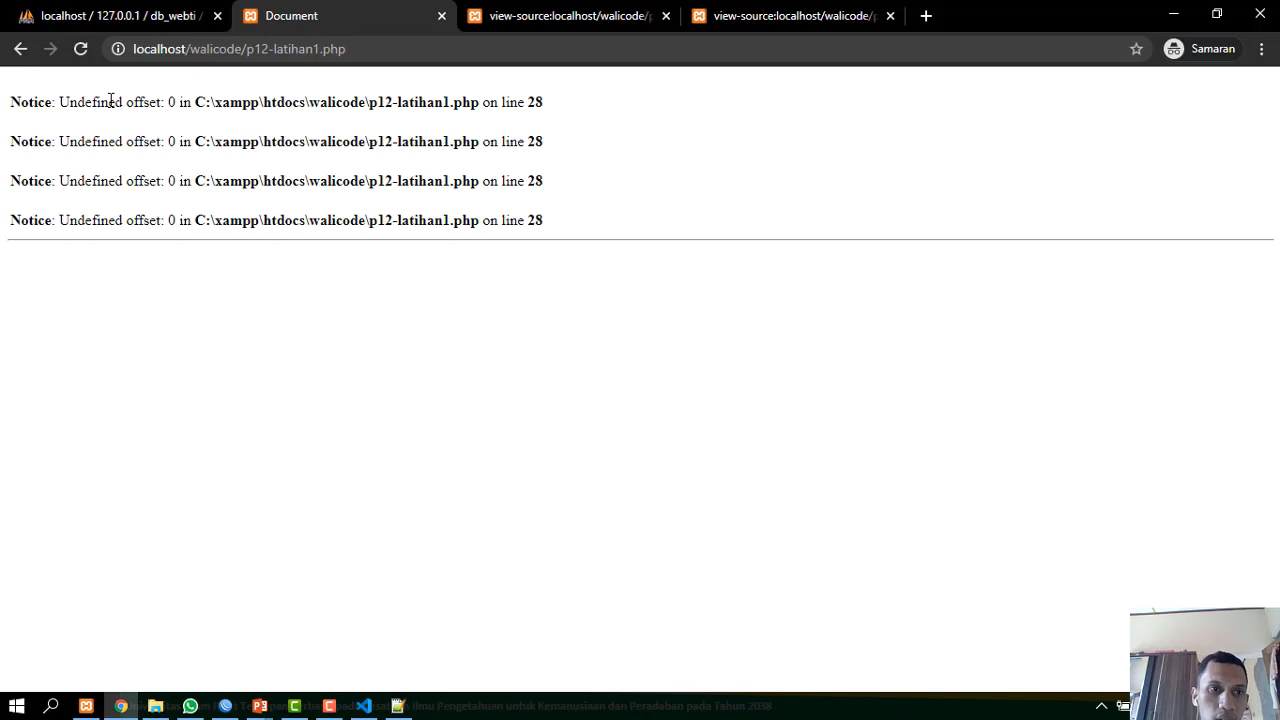 localhost / 127.0.0.1 / db_webti /
Document
view-source:localhost/walicode/p
view-source:localhost/walicode/p
localhost/walicode/p12-latihan1.php
Samaran
Notice: Undefined offset: 0 in C:\xampp\htdocs\walicode\p12-latihan1.php on line 28
Notice: Undefined offset: 0 in C:\xampp\htdocs\walicode\p12-latihan1.php on line 28
Notice: Undefined offset: 0 in C:\xampp\htdocs\walicode\p12-latihan1.php on line 28
Notice: Undefined offset: 0 in C:\xampp\htdocs\walicode\p12-latihan1.php on line 28
Ilmu Pengetahuan untuk Kemanusiaan dan Peradaban pada Tahun 2038